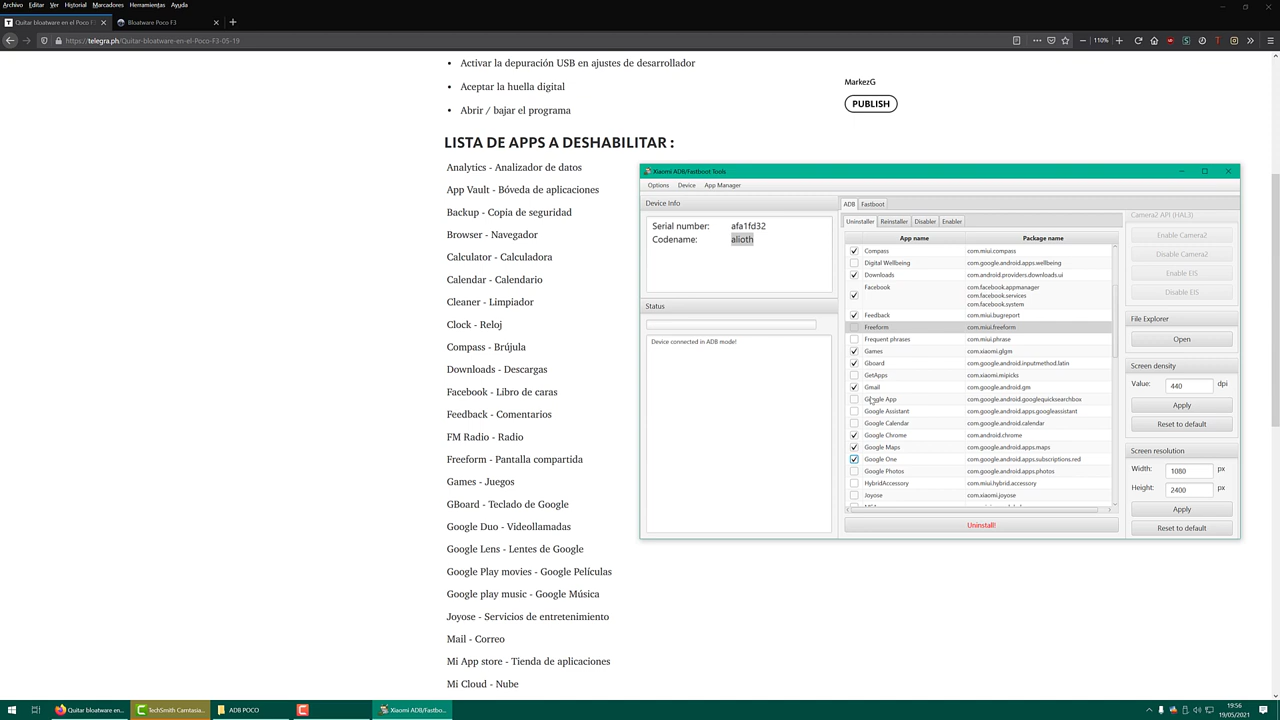 Archivo Editar Ver Historial Marcadores Herramientas Ayuda
Quitar bloatware en el Poco F3
Bloatware Poco F3
https://telegra.ph/Quitar-bloatware-en-el-Poco-F3-05-19
110%
Activar la depuración USB en ajustes de desarrollador
Aceptar la huella digital
Abrir / bajar el programa
MarkezG
PUBLISH
LISTA DE APPS A DESHABILITAR :
Analytics - Analizador de datos
App Vault - Bóveda de aplicaciones
Backup - Copia de seguridad
Browser - Navegador
Calculator - Calculadora
Calendar - Calendario
Cleaner - Limpiador
Clock - Reloj
Compass - Brújula
Downloads - Descargas
Facebook - Libro de caras
Feedback - Comentarios
FM Radio - Radio
Freeform - Pantalla compartida
Games - Juegos
GBoard - Teclado de Google
Google Duo - Videollamadas
Google Lens - Lentes de Google
Google Play movies - Google Películas
Google play music - Google Música
Joyose - Servicios de entretenimiento
Mail - Correo
Mi App store - Tienda de aplicaciones
Mi Cloud - Nube
Xiaomi ADB/Fastboot Tools
Options Device App Manager
Device Info
Serial number: afa1fd32
Codename: alioth
Status
Device connected in ADB mode!
ADB Fastboot
Uninstaller Reinstaller Disabler Enabler
App name Package name
Compass com.miui.compass
Digital Wellbeing com.google.android.apps.wellbeing
Downloads com.android.providers.downloads.ui
Facebook com.facebook.appmanager
com.facebook.services
com.facebook.system
Feedback com.miui.bugreport
Freeform com.miui.freeform
Frequent phrases com.miui.phrase
Games com.xiaomi.glgm
Gboard com.google.android.inputmethod.latin
GetApps com.xiaomi.mipicks
Gmail com.google.android.gm
Google App com.google.android.googlequicksearchbox
Google Assistant com.google.android.apps.googleassistant
Google Calendar com.google.android.calendar
Google Chrome com.android.chrome
Google Maps com.google.android.apps.maps
Google One com.google.android.apps.subscriptions.red
Google Photos com.google.android.apps.photos
HybridAccessory com.miui.hybrid.accessory
Joyose com.xiaomi.joyose
Uninstall!
Camera2 API (HAL3)
Enable Camera2
Disable Camera2
Enable EIS
Disable EIS
File Explorer
Open
Screen density
Value: 440 dpi
Apply
Reset to default
Screen resolution
Width: 1080 px
Height: 2400 px
Apply
Reset to default
Quitar bloatware en...
TechSmith Camtasia...
ADB POCO
Xiaomi ADB/Fastbo...
19:56
19/05/2021